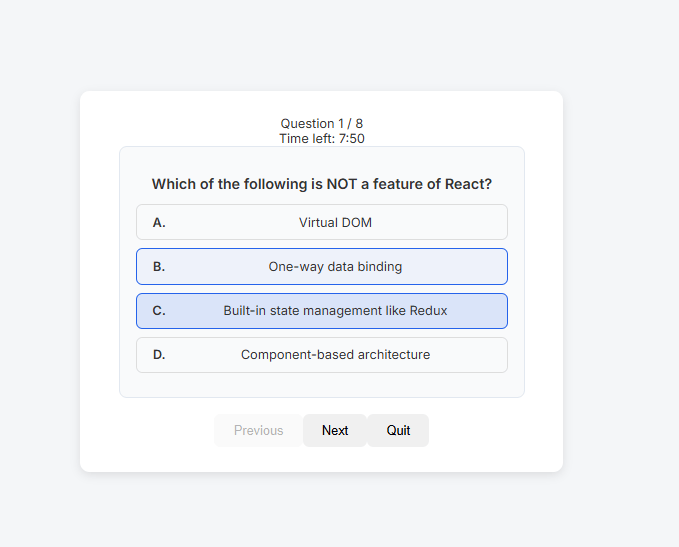 Question 1 / 8
Time left: 7:50
Which of the following is NOT a feature of React?
A. Virtual DOM
B. One-way data binding
C. Built-in state management like Redux
D. Component-based architecture
Previous Next Quit